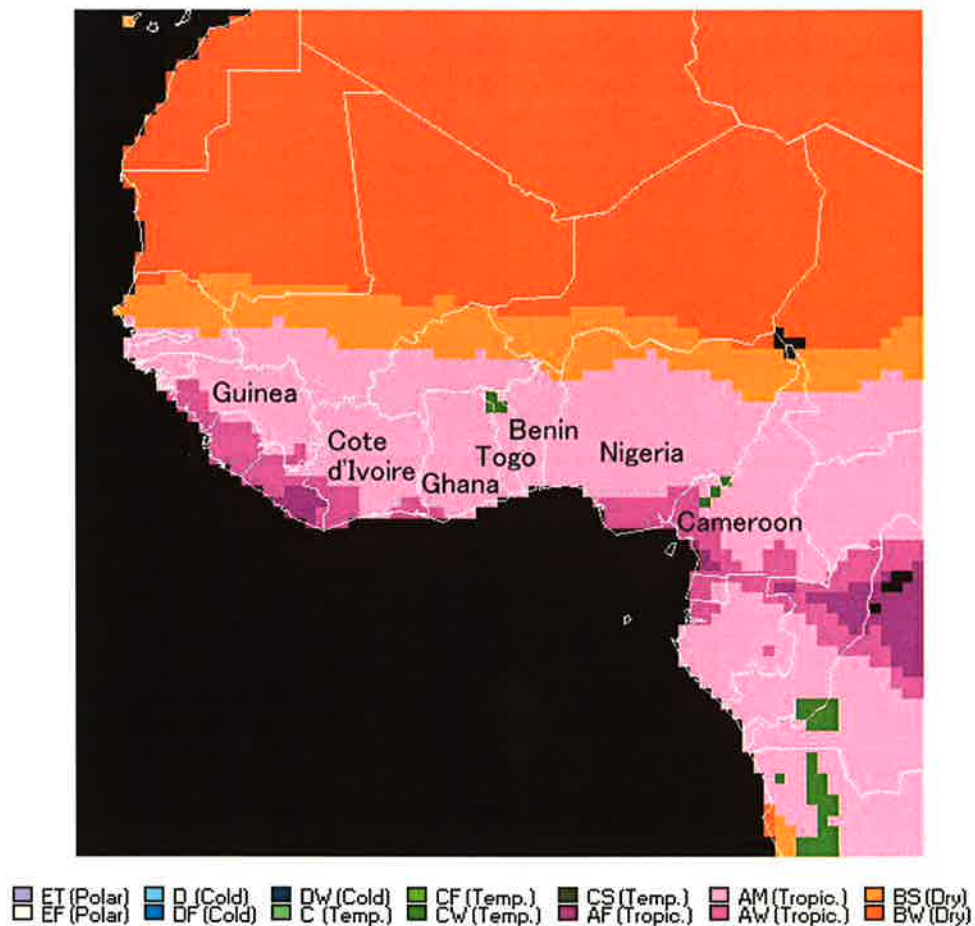 Guinea
Cote
d'Ivoire
Ghana
Togo
Benin
Nigeria
Cameroon
ET (Polar) D (Cold) DW (Cold) CF (Temp.) CS (Temp.) AM (Tropic.) BS (Dry)
EF (Polar) DF (Cold) C (Temp.) CW (Temp.) AF (Tropic.) AW (Tropic.) BW (Dry)